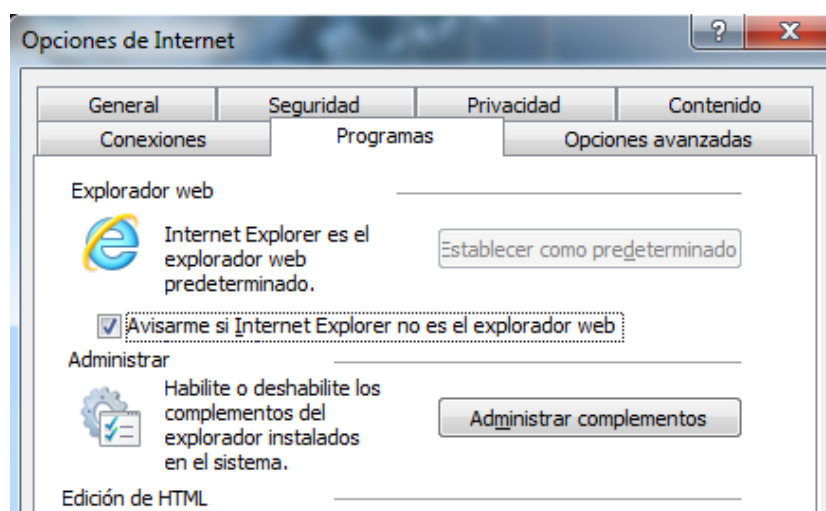 Opciones de Internet
?
X
General
Seguridad
Privacidad
Contenido
Conexiones
Programas
Opciones avanzadas
Explorador web
Internet Explorer es el
explorador web
predeterminado.
Establecer como predeterminado
Avisarme si Internet Explorer no es el explorador web
Administrar
Habilite o deshabilite los
complementos del
explorador instalados
en el sistema.
Administrar complementos
Edición de HTML